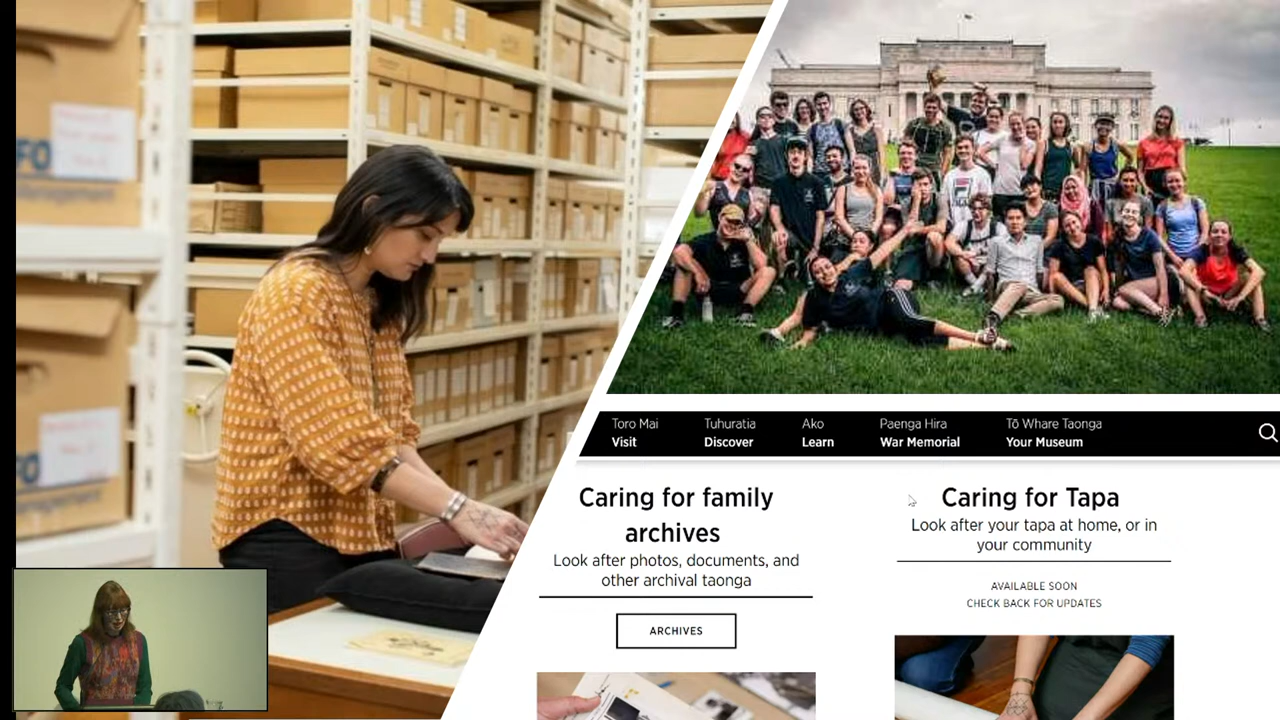 FO
Toro Mai
Visit
Tuhuratia
Discover
Ako
Learn
Paenga Hira
War Memorial
Tō Whare Taonga
Your Museum
Caring for family
archives
Look after photos, documents, and
other archival taonga
ARCHIVES
Caring for Tapa
Look after your tapa at home, or in
your community
AVAILABLE SOON
CHECK BACK FOR UPDATES
FILA